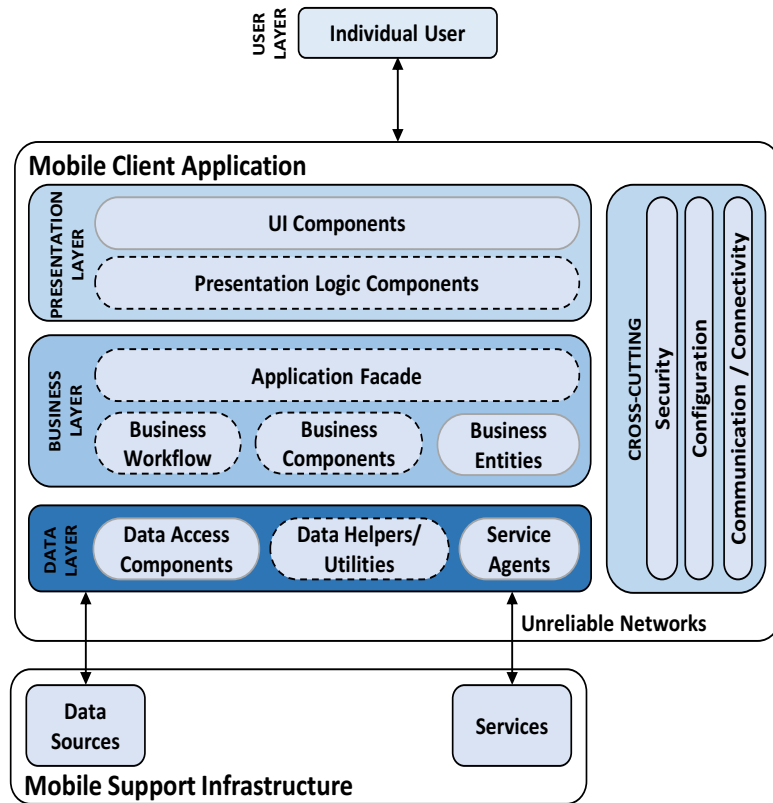 USER
LAYER
Individual User
Mobile Client Application
PRESENTATION
LAYER
UI Components
Presentation Logic Components
BUSINESS
LAYER
Application Facade
Business
Workflow
Business
Components
Business
Entities
DATA
LAYER
Data Access
Components
Data Helpers/
Utilities
Service
Agents
CROSS-CUTTING
Security
Configuration
Communication / Connectivity
Unreliable Networks
Data
Sources
Services
Mobile Support Infrastructure